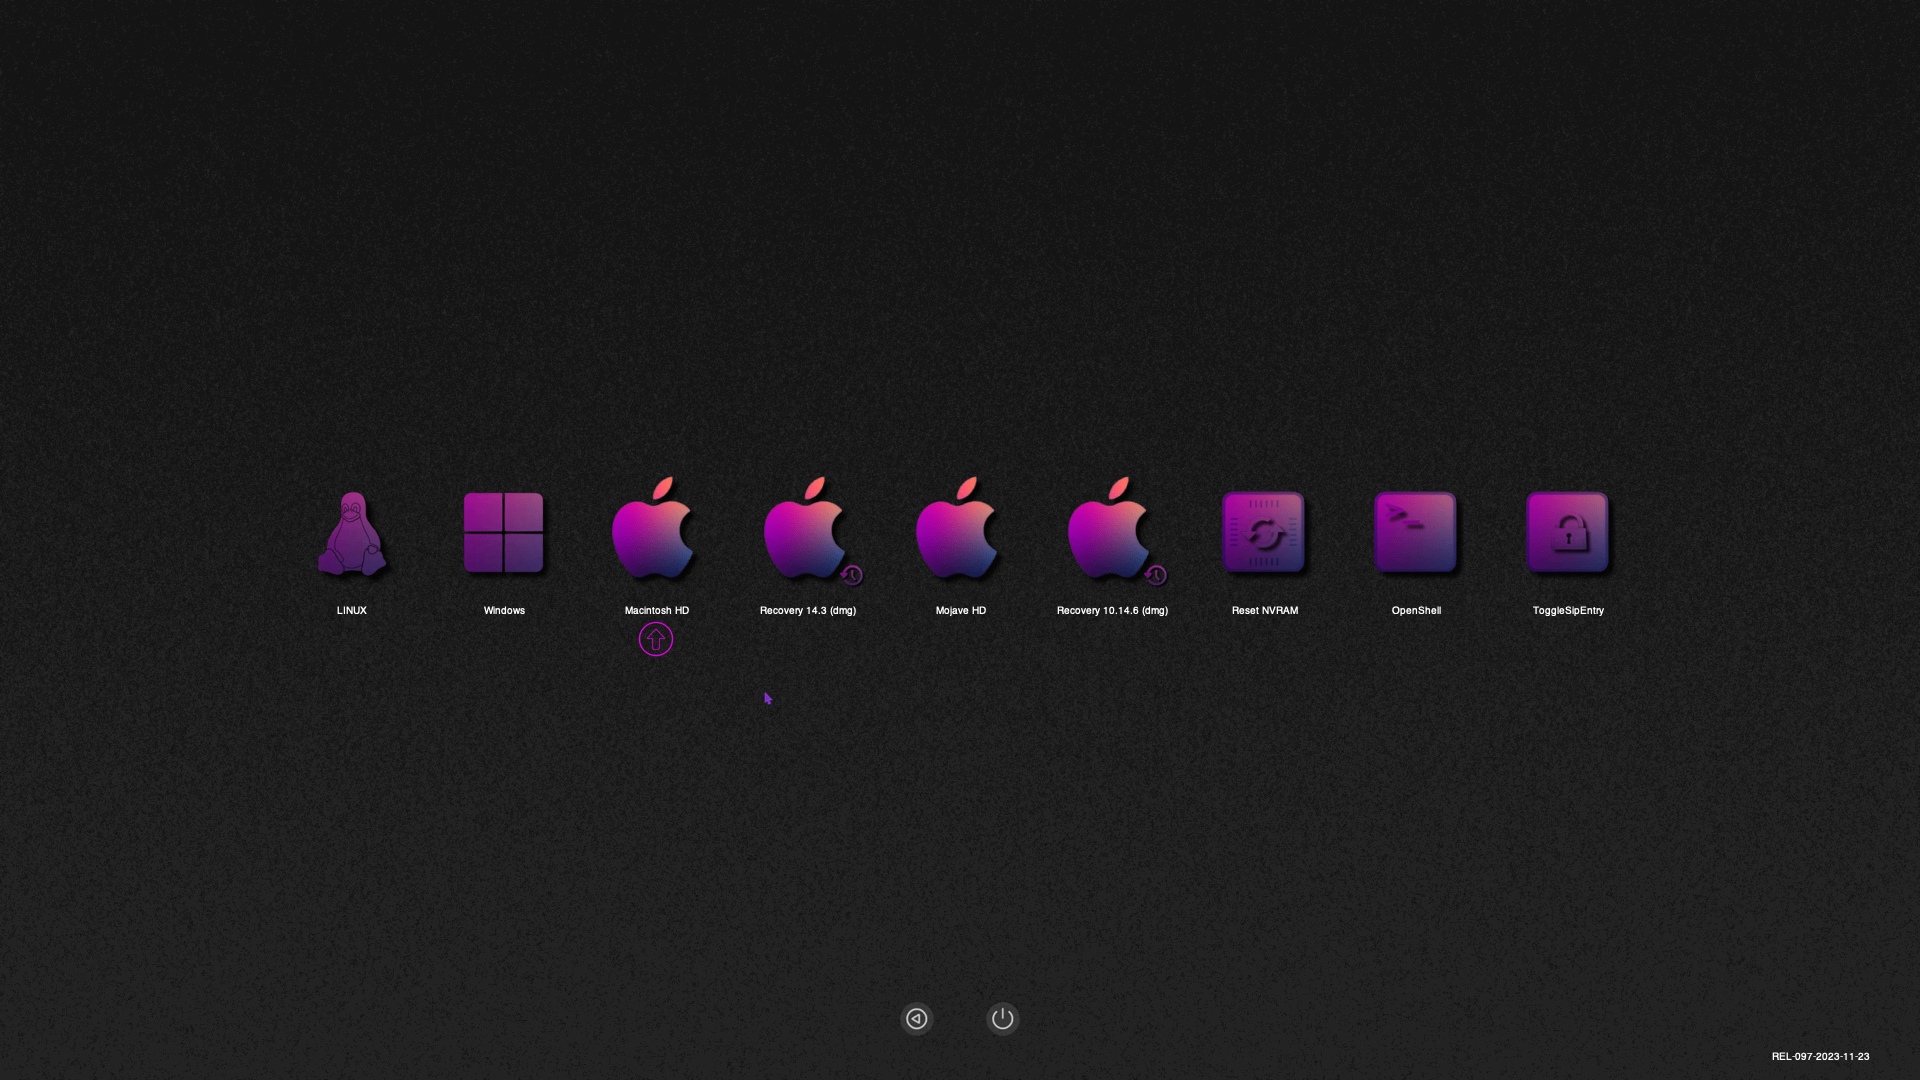 LINUX
Windows
Macintosh HD
Recovery 14.3 (dmg)
Mojave HD
Recovery 10.14.6 (dmg)
Reset NVRAM
OpenShell
ToggleSipEntry
REL-097-2023-11-23